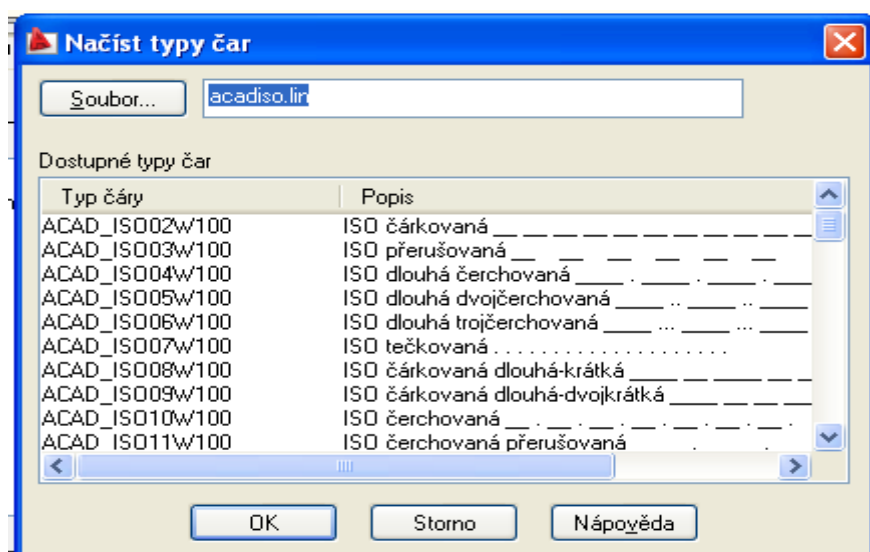 Načíst typy čar
Soubor... acadiso.lin
Dostupné typy čar
Typ čáry Popis
ACAD_ISO02W100 ISO čárkovaná __ __ __ __ __ __ __ __ __ __ __
ACAD_ISO03W100 ISO přerušovaná __ __ __ __ __ __
ACAD_ISO04W100 ISO dlouhá čerchovaná ____ . ____ . ____ .
ACAD_ISO05W100 ISO dlouhá dvojčerchovaná ____ .. ____ .. ____
ACAD_ISO06W100 ISO dlouhá trojčerchovaná ____ ... ____ ... ____
ACAD_ISO07W100 ISO tečkovaná . . . . . . . . . . . . . . . . . . . .
ACAD_ISO08W100 ISO čárkovaná dlouhá-krátká ____ __ ____ __
ACAD_ISO09W100 ISO čárkovaná dlouhá-dvojkrátká ____ __ __
ACAD_ISO10W100 ISO čerchovaná __ . __ . __ . __ . __ . __ .
ACAD_ISO11W100 ISO čerchovaná přerušovaná
OK Storno Nápověda